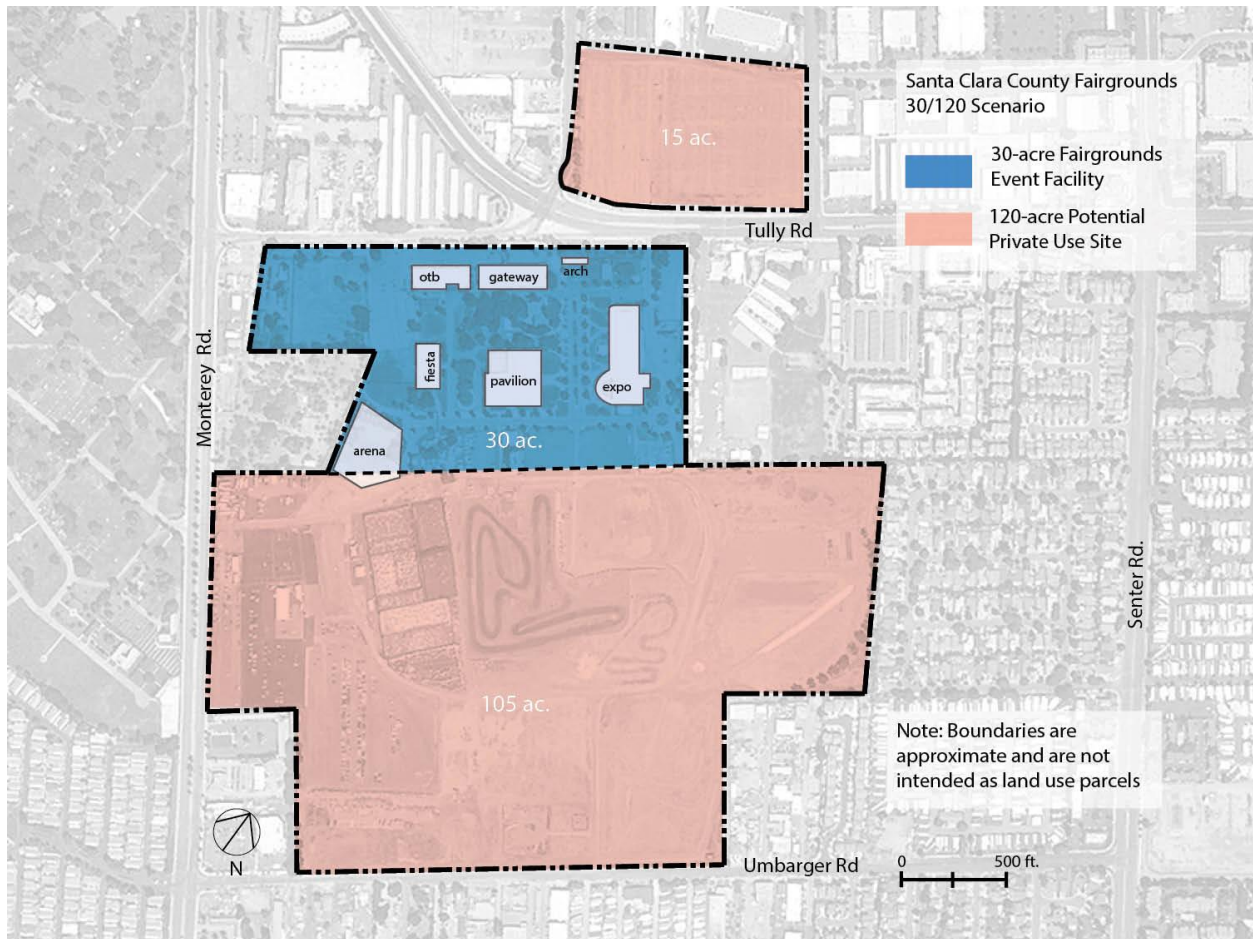 Santa Clara County Fairgrounds
30/120 Scenario
30-acre Fairgrounds
Event Facility
120-acre Potential
Private Use Site
15 ac.
Tully Rd
otb
gateway
arch
fiesta
pavilion
expo
Monterey Rd.
arena
30 ac.
105 ac.
Senter Rd.
Note: Boundaries are
approximate and are not
intended as land use parcels
N
Umbarger Rd
0 500 ft.